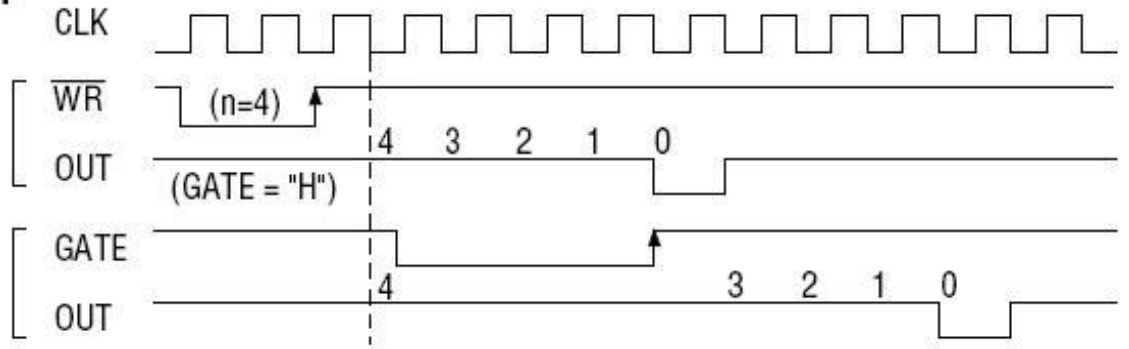 CLK
WR (n=4)
4 3 2 1 0
OUT
(GATE = "H")
GATE
4 3 2 1 0
OUT